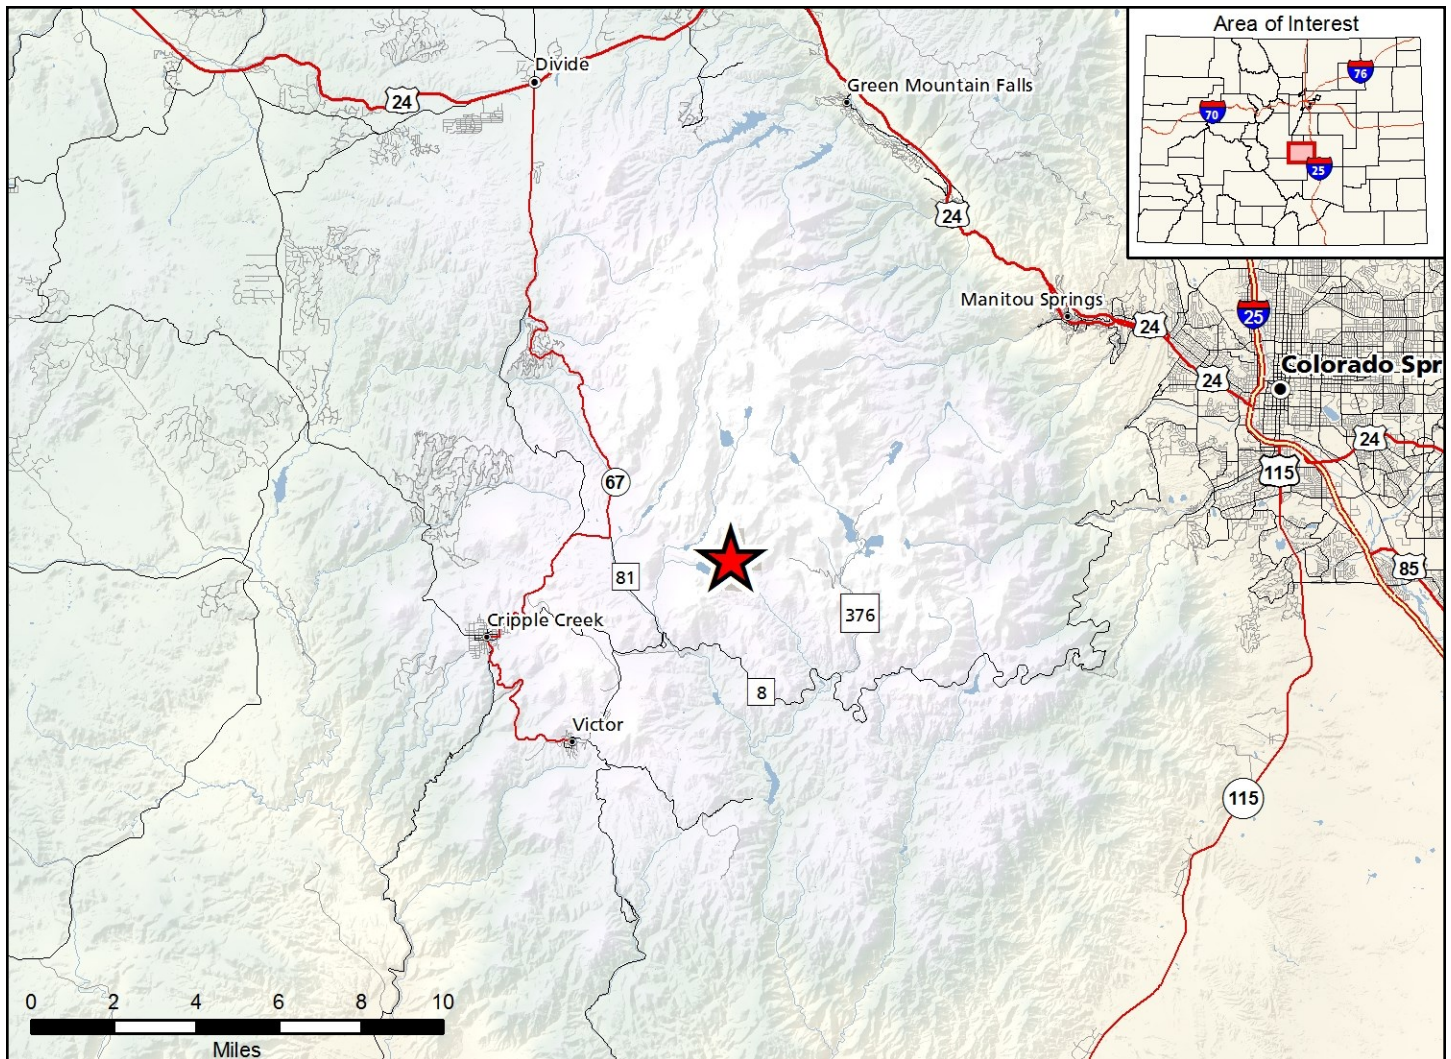 Area of Interest
76
70
25
Divide
24
Green Mountain Falls
24
Manitou Springs
24
25
24
Colorado Spr
24
115
67
85
81
376
Cripple Creek
8
Victor
115
0 2 4 6 8 10
Miles